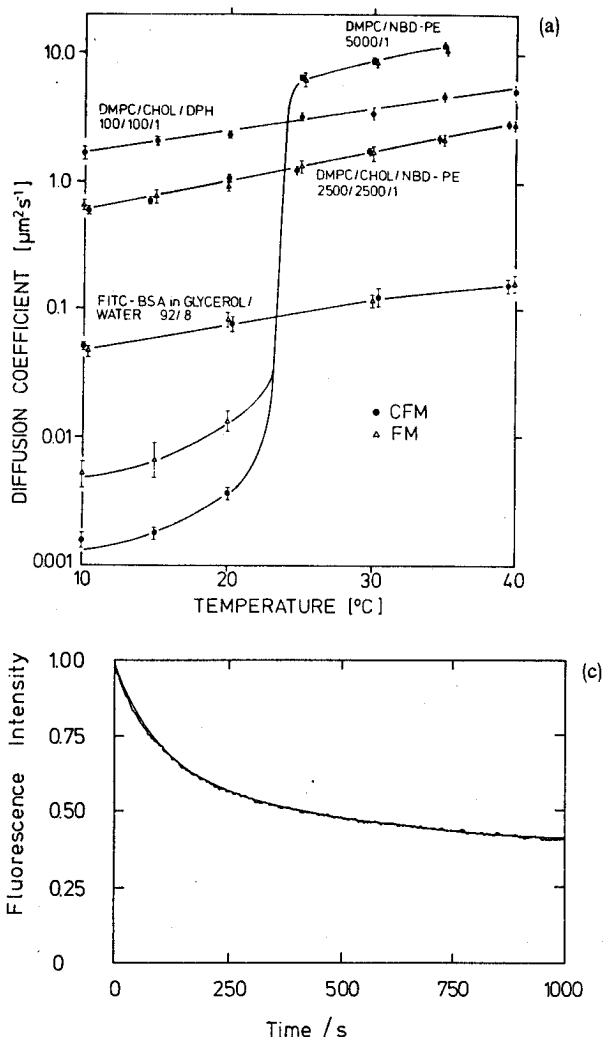 (a)
DMPC/NBD-PE
5000/1
10.0
DMPC/CHOL/DPH
100/100/1
1.0
DMPC/CHOL/NBD-PE
2500/2500/1
FITC-BSA in GLYCEROL/
WATER 92/8
0.1
CFM
FM
0.01
0.001
10
20
30
40
DIFFUSION COEFFICIENT [µm²s⁻¹]
TEMPERATURE [°C]
(c)
1.00
0.75
0.50
0.25
0
0
250
500
750
1000
Fluorescence Intensity
Time / s